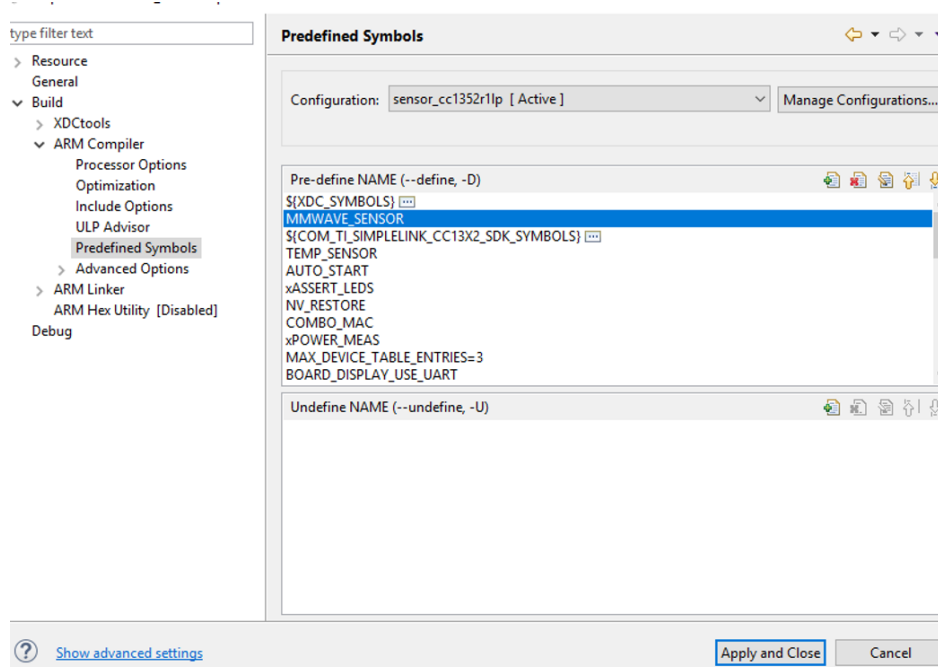 type filter text
Resource
General
Build
XDCtools
ARM Compiler
Processor Options
Optimization
Include Options
ULP Advisor
Predefined Symbols
Advanced Options
ARM Linker
ARM Hex Utility [Disabled]
Debug
Predefined Symbols
Configuration: sensor_cc1352r1lp [ Active ] Manage Configurations...
Pre-define NAME (--define, -D)
${XDC_SYMBOLS}
MMWAVE_SENSOR
${COM_TI_SIMPLELINK_CC13X2_SDK_SYMBOLS}
TEMP_SENSOR
AUTO_START
xASSERT_LEDS
NV_RESTORE
COMBO_MAC
xPOWER_MEAS
MAX_DEVICE_TABLE_ENTRIES=3
BOARD_DISPLAY_USE_UART
Undefine NAME (--undefine, -U)
? Show advanced settings
Apply and Close Cancel